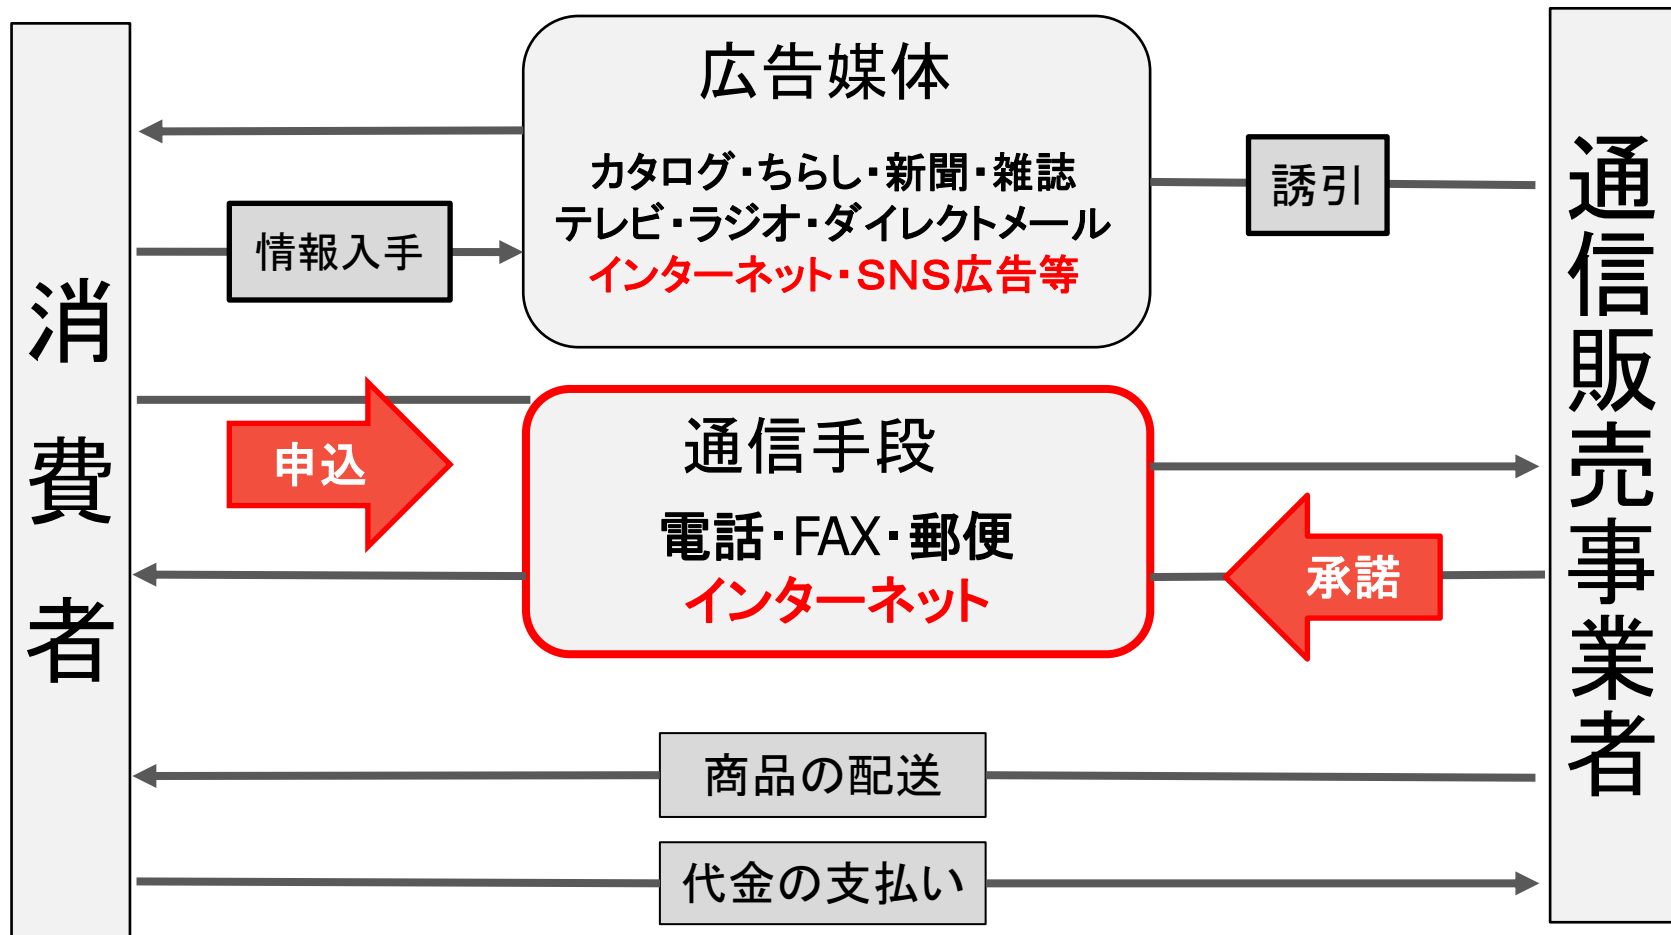 消費者
広告媒体
カタログ・ちらし・新聞・雑誌
テレビ・ラジオ・ダイレクトメール
インターネット・SNS広告等
誘引
情報入手
申込
通信手段
電話・FAX・郵便
インターネット
承諾
商品の配送
代金の支払い
通信販売事業者